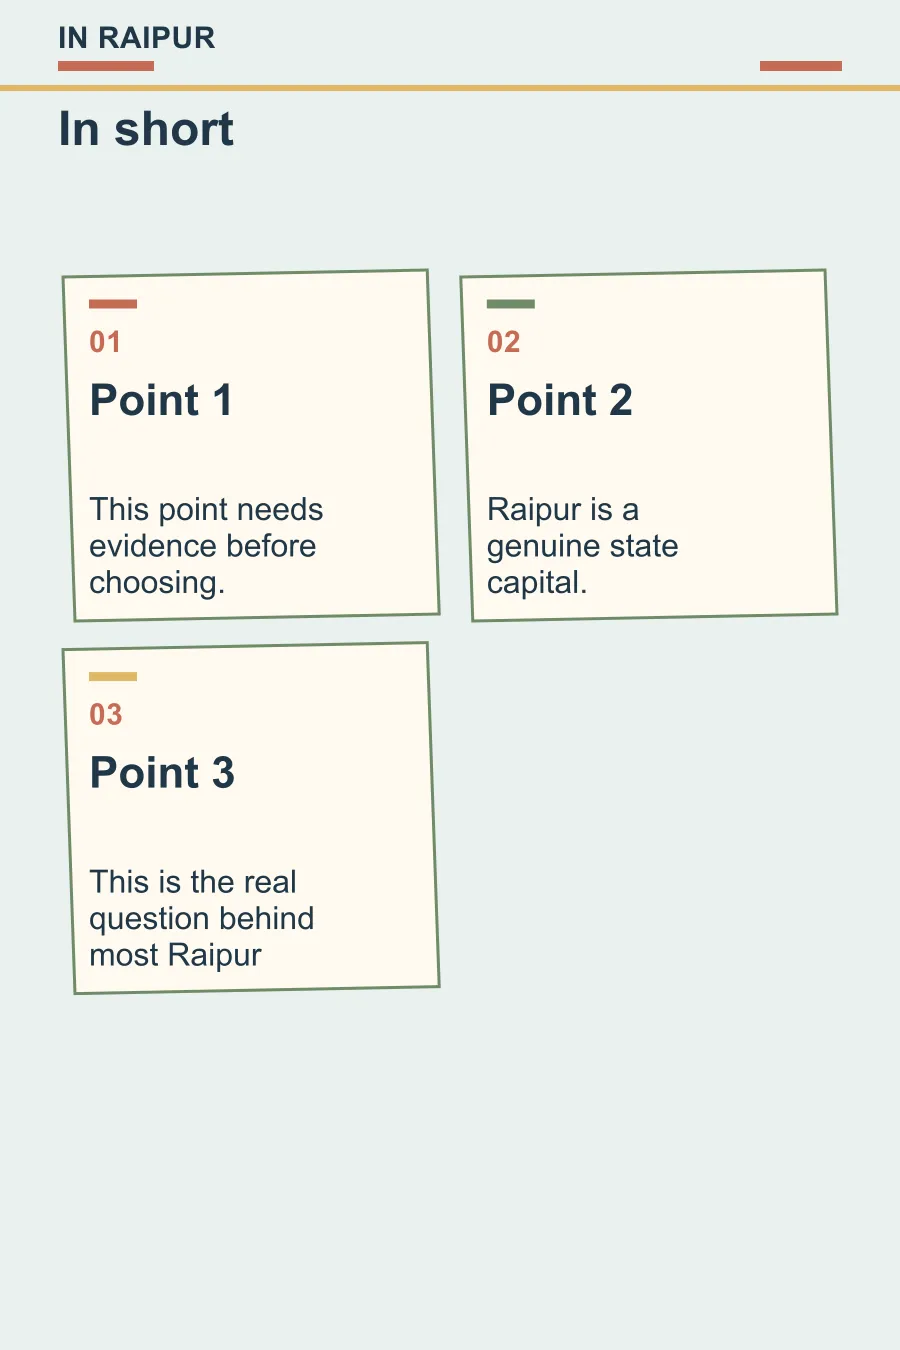 IN RAIPUR
In short
01
Point 1
This point needs
evidence before
choosing.
02
Point 2
Raipur is a
genuine state
capital.
03
Point 3
This is the real
question behind
most Raipur